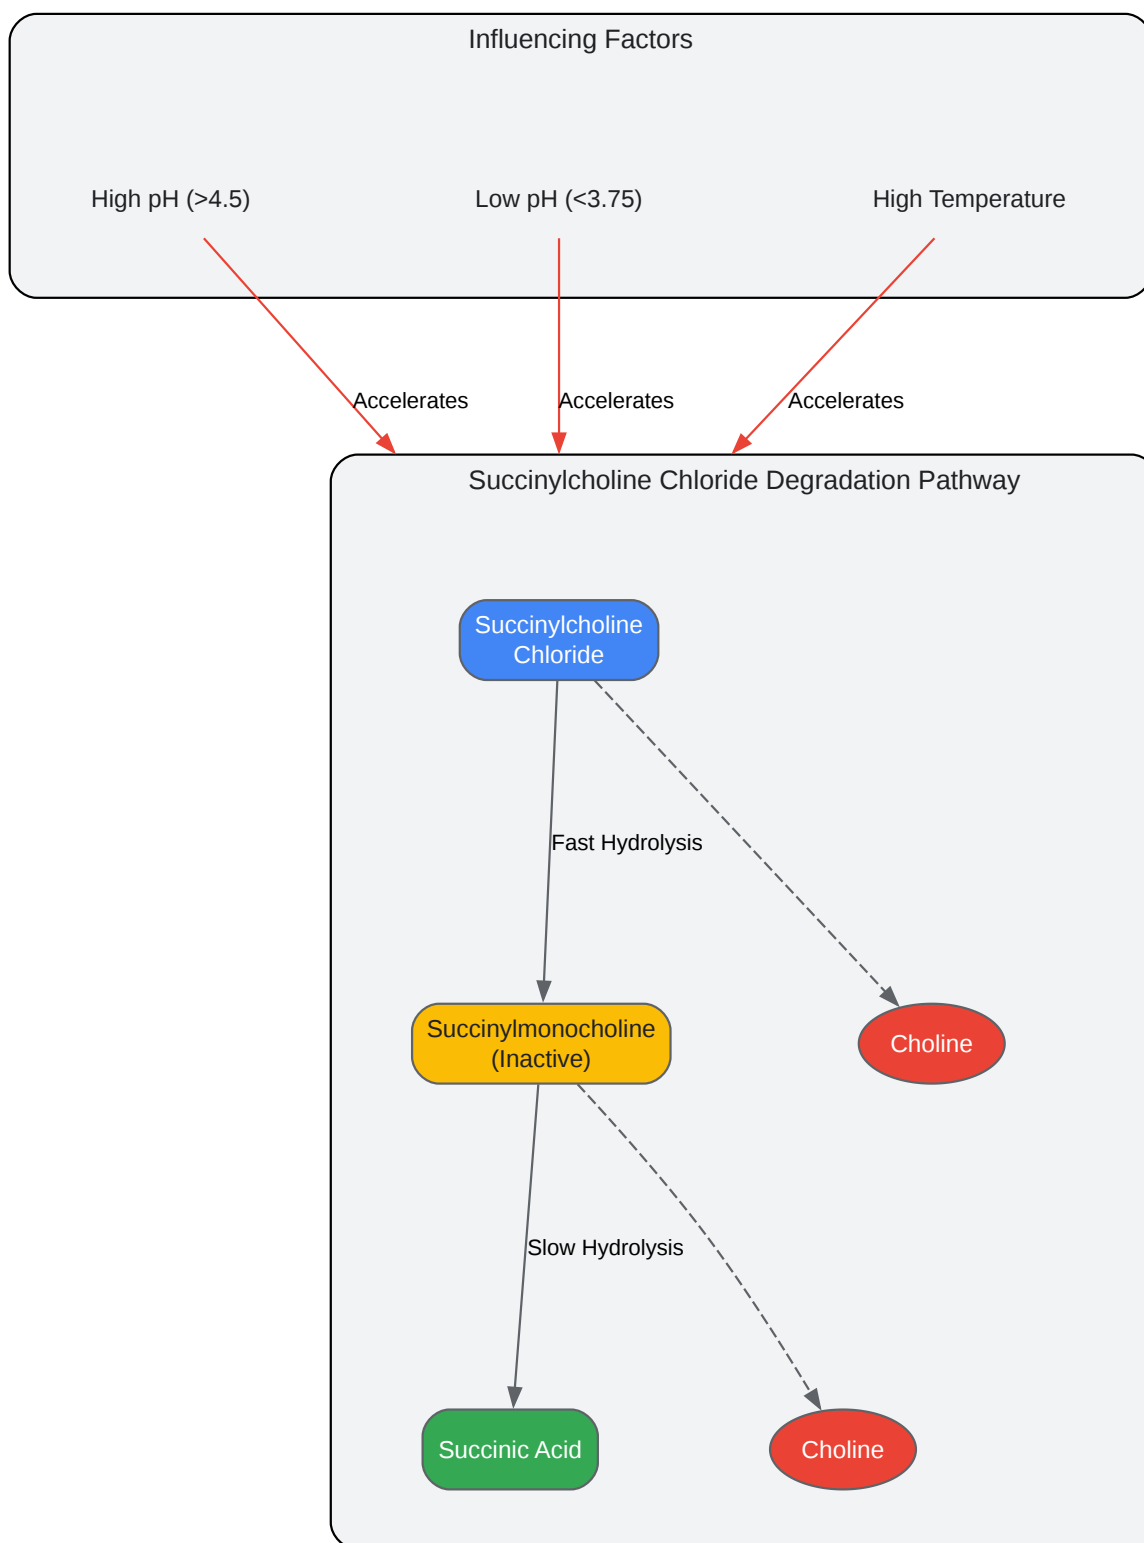 Influencing Factors
High pH (>4.5)
Low pH (<3.75)
High Temperature
Accelerates
Accelerates
Accelerates
Succinylcholine Chloride Degradation Pathway
Succinylcholine
Chloride
Fast Hydrolysis
Succinylmonocholine
(Inactive)
Choline
Slow Hydrolysis
Succinic Acid
Choline